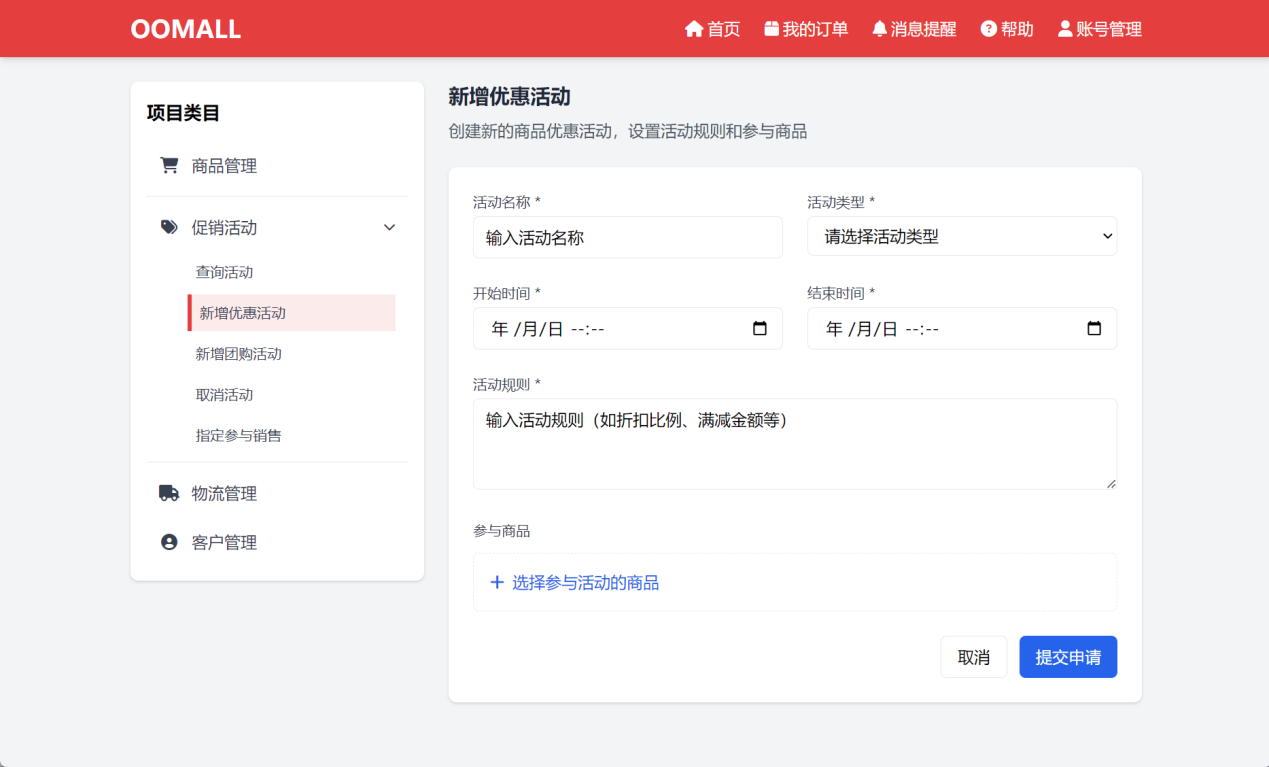 OOMALL
首页 我的订单 消息提醒 帮助 账号管理
项目类目
商品管理
促销活动
查询活动
新增优惠活动
新增团购活动
取消活动
指定参与销售
物流管理
客户管理
新增优惠活动
创建新的商品优惠活动，设置活动规则和参与商品
活动名称 *
输入活动名称
活动类型 *
请选择活动类型
开始时间 *
年 /月/日 --:--
结束时间 *
年 /月/日 --:--
活动规则 *
输入活动规则（如折扣比例、满减金额等）
参与商品
+ 选择参与活动的商品
取消 提交申请